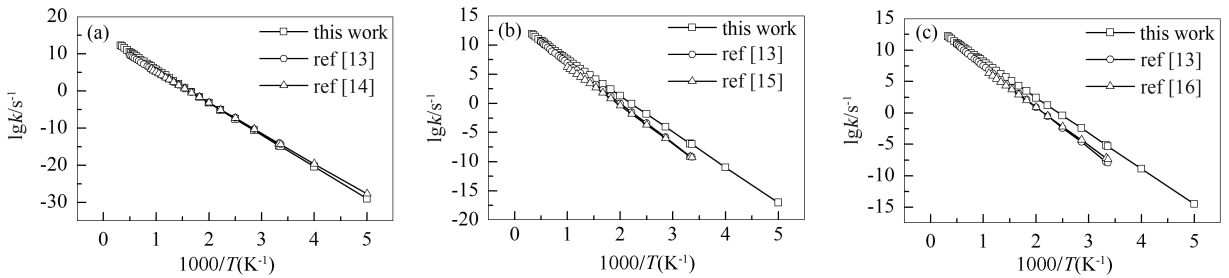 (a)
this work
ref [13]
ref [14]
20
10
0
-10
-20
-30
lgk/s⁻¹
0 1 2 3 4 5
1000/T(K⁻¹)
(b)
this work
ref [13]
ref [15]
15
10
5
0
-5
-10
-15
-20
lgk/s⁻¹
0 1 2 3 4 5
1000/T(K⁻¹)
(c)
this work
ref [13]
ref [16]
15
10
5
0
-5
-10
-15
lgk/s⁻¹
0 1 2 3 4 5
1000/T(K⁻¹)